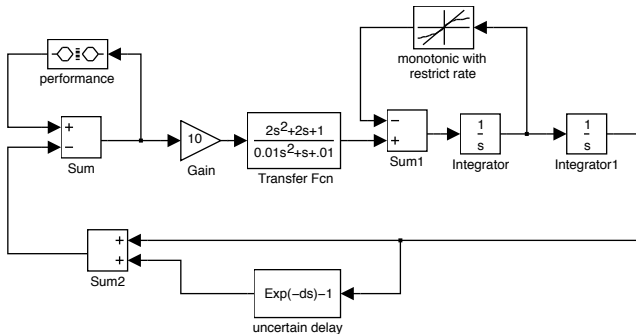 performance
monotonic with
restrict rate
+
−
Sum
10
Gain
2s²+2s+1
0.01s²+s+.01
Transfer Fcn
−
+
Sum1
1
s
Integrator
1
s
Integrator1
+
+
Sum2
Exp(−ds)−1
uncertain delay